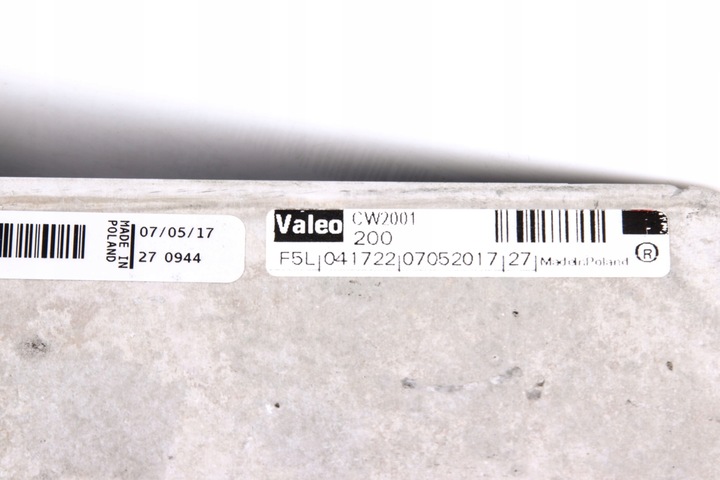 MADE IN
POLAND
07/05/17
27 0944
Valeo CW2001
200
F5L 041722 07052017 27 Made in Poland ®